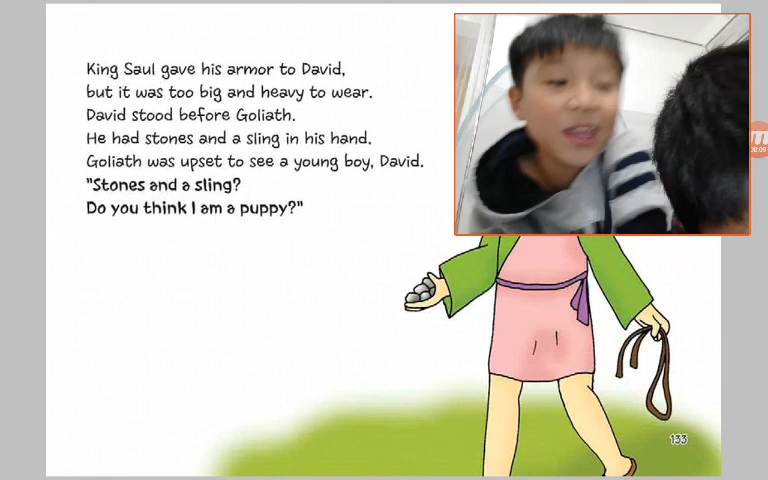 King Saul gave his armor to David,
but it was too big and heavy to wear.
David stood before Goliath.
He had stones and a sling in his hand.
Goliath was upset to see a young boy, David.
"Stones and a sling?
Do you think I am a puppy?"
133